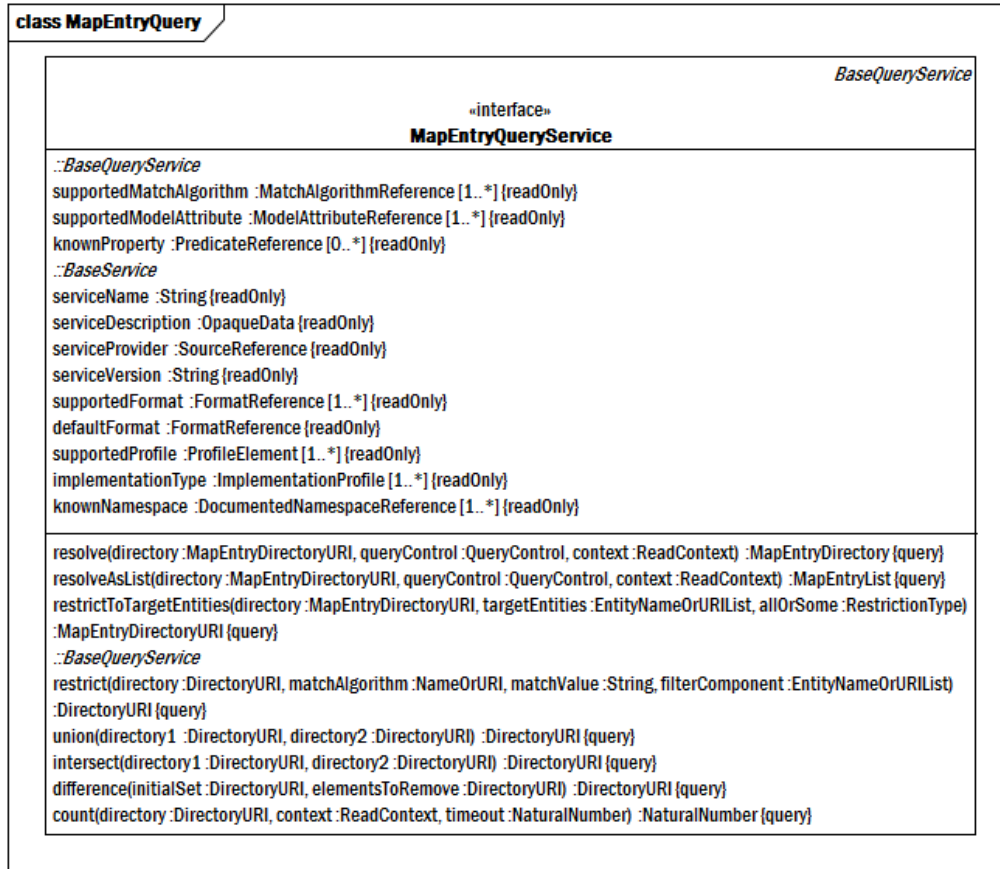 class MapEntryQuery
BaseQueryService
«interface»
MapEntryQueryService
::BaseQueryService
supportedMatchAlgorithm :MatchAlgorithmReference [1..*] {readOnly}
supportedModelAttribute :ModelAttributeReference [1..*] {readOnly}
knownProperty :PredicateReference [0..*] {readOnly}
::BaseService
serviceName :String {readOnly}
serviceDescription :OpaqueData {readOnly}
serviceProvider :SourceReference {readOnly}
serviceVersion :String {readOnly}
supportedFormat :FormatReference [1..*] {readOnly}
defaultFormat :FormatReference {readOnly}
supportedProfile :ProfileElement [1..*] {readOnly}
implementationType :ImplementationProfile [1..*] {readOnly}
knownNamespace :DocumentedNamespaceReference [1..*] {readOnly}
resolve(directory :MapEntryDirectoryURI, queryControl :QueryControl, context :ReadContext) :MapEntryDirectory {query}
resolveAsList(directory :MapEntryDirectoryURI, queryControl :QueryControl, context :ReadContext) :MapEntryList {query}
restrictToTargetEntities(directory :MapEntryDirectoryURI, targetEntities :EntityNameOrURIList, allOrSome :RestrictionType)
:MapEntryDirectoryURI {query}
::BaseQueryService
restrict(directory :DirectoryURI, matchAlgorithm :NameOrURI, matchValue :String, filterComponent :EntityNameOrURIList)
:DirectoryURI {query}
union(directory1 :DirectoryURI, directory2 :DirectoryURI) :DirectoryURI {query}
intersect(directory1 :DirectoryURI, directory2 :DirectoryURI) :DirectoryURI {query}
difference(initialSet :DirectoryURI, elementsToRemove :DirectoryURI) :DirectoryURI {query}
count(directory :DirectoryURI, context :ReadContext, timeout :NaturalNumber) :NaturalNumber {query}